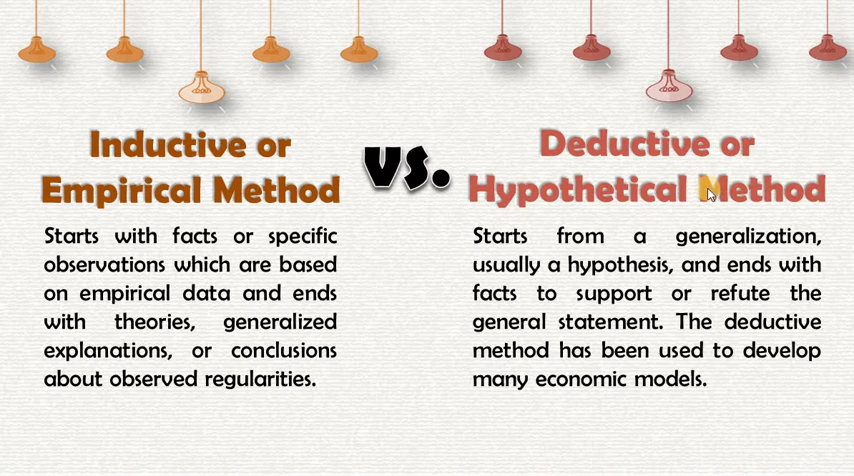 Inductive or
Empirical Method
Starts with facts or specific
observations which are based
on empirical data and ends
with theories, generalized
explanations, or conclusions
about observed regularities.
vs.
Deductive or
Hypothetical Method
Starts from a generalization,
usually a hypothesis, and ends with
facts to support or refute the
general statement. The deductive
method has been used to develop
many economic models.